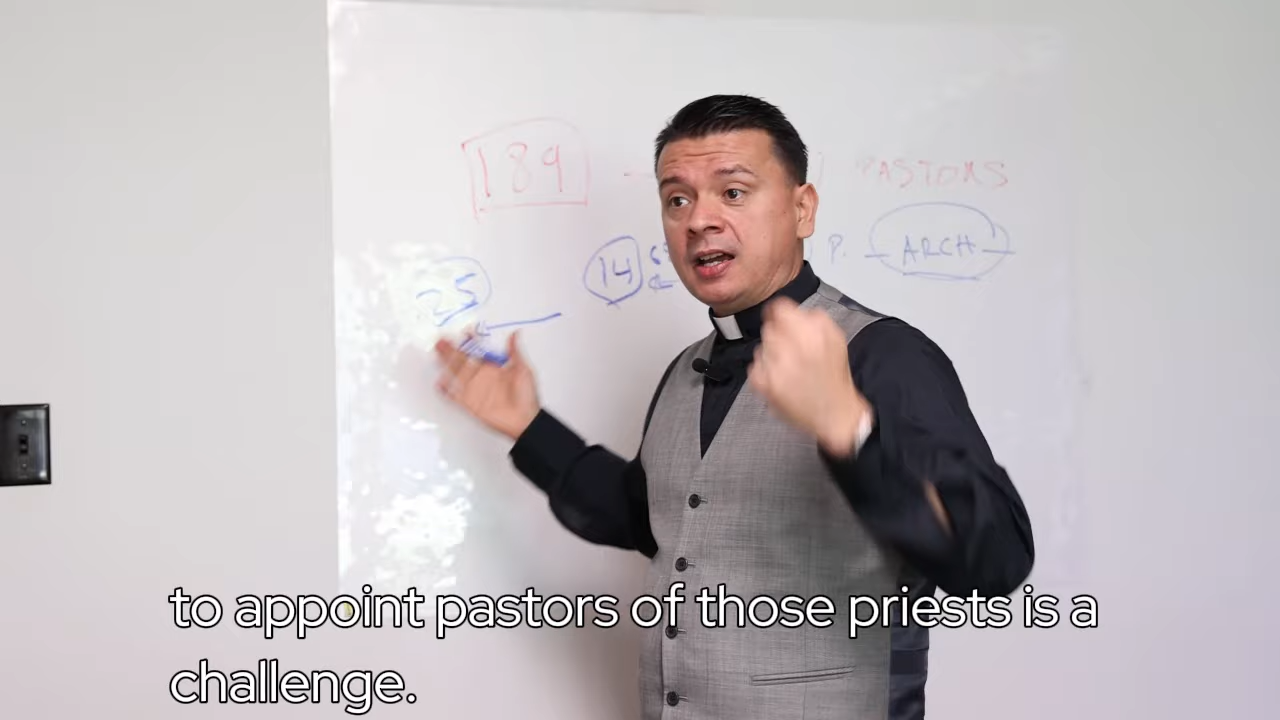 189 PASTORS
14 P. ARCH
25
to appoint pastors of those priests is a
challenge.